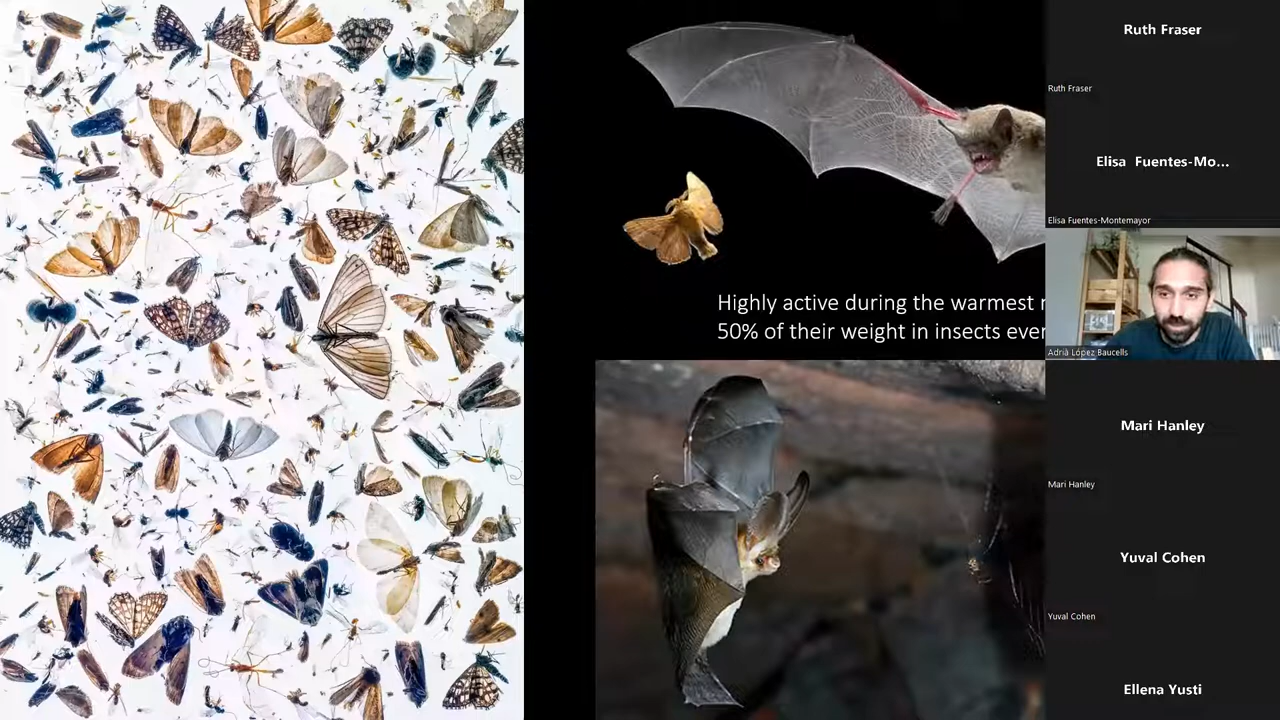 Highly active during the warmest
50% of their weight in insects ever
Ruth Fraser
Ruth Fraser
Elisa Fuentes-Mo...
Elisa Fuentes-Montemayor
Adrià López Baucells
Mari Hanley
Mari Hanley
Yuval Cohen
Yuval Cohen
Ellena Yusti